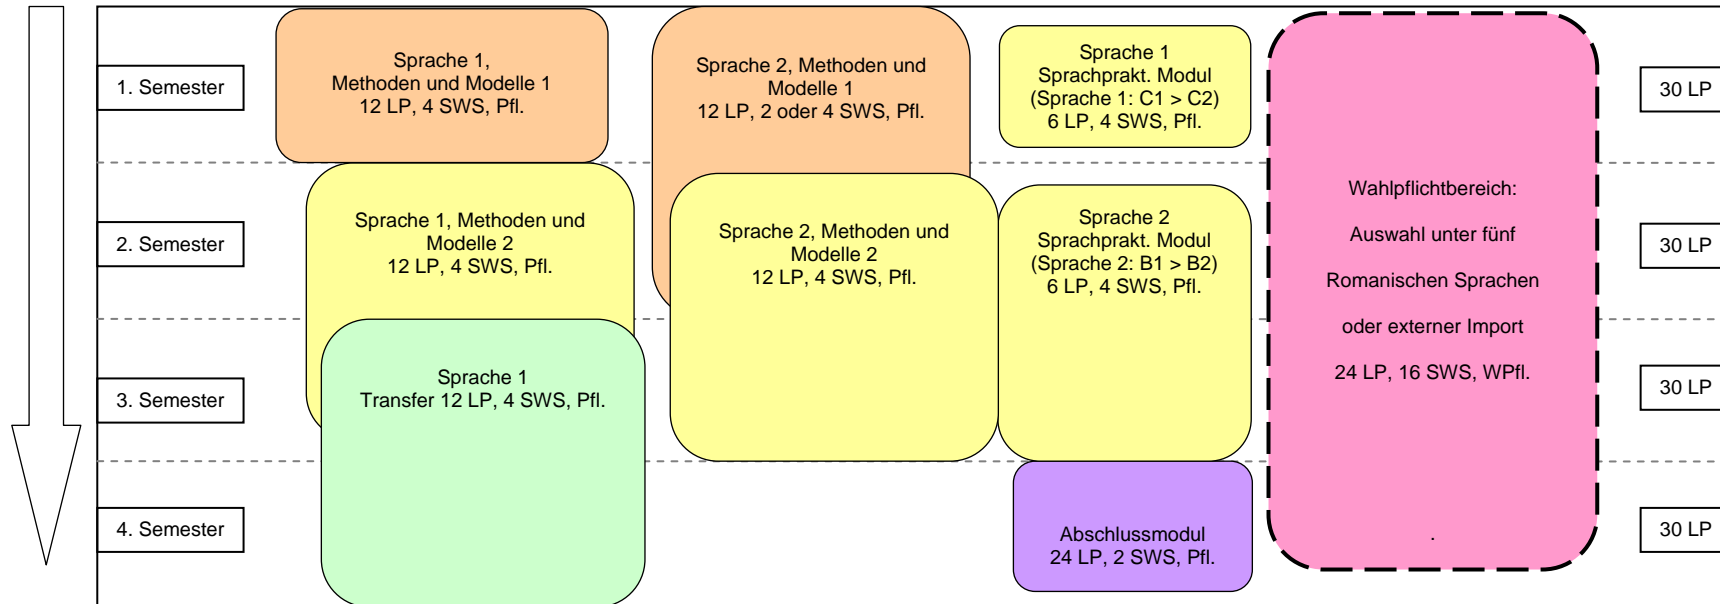 1. Semester
Sprache 1,
Methoden und Modelle 1
12 LP, 4 SWS, Pfl.
Sprache 2, Methoden und
Modelle 1
12 LP, 2 oder 4 SWS, Pfl.
Sprache 1
Sprachprakt. Modul
(Sprache 1: C1 > C2)
6 LP, 4 SWS, Pfl.
30 LP
2. Semester
Sprache 1, Methoden und
Modelle 2
12 LP, 4 SWS, Pfl.
Sprache 2, Methoden und
Modelle 2
12 LP, 4 SWS, Pfl.
Sprache 2
Sprachprakt. Modul
(Sprache 2: B1 > B2)
6 LP, 4 SWS, Pfl.
Wahlpflichtbereich:
Auswahl unter fünf
Romanischen Sprachen
oder externer Import
24 LP, 16 SWS, WPfl.
.
30 LP
3. Semester
Sprache 1
Transfer 12 LP, 4 SWS, Pfl.
30 LP
4. Semester
Abschlussmodul
24 LP, 2 SWS, Pfl.
30 LP